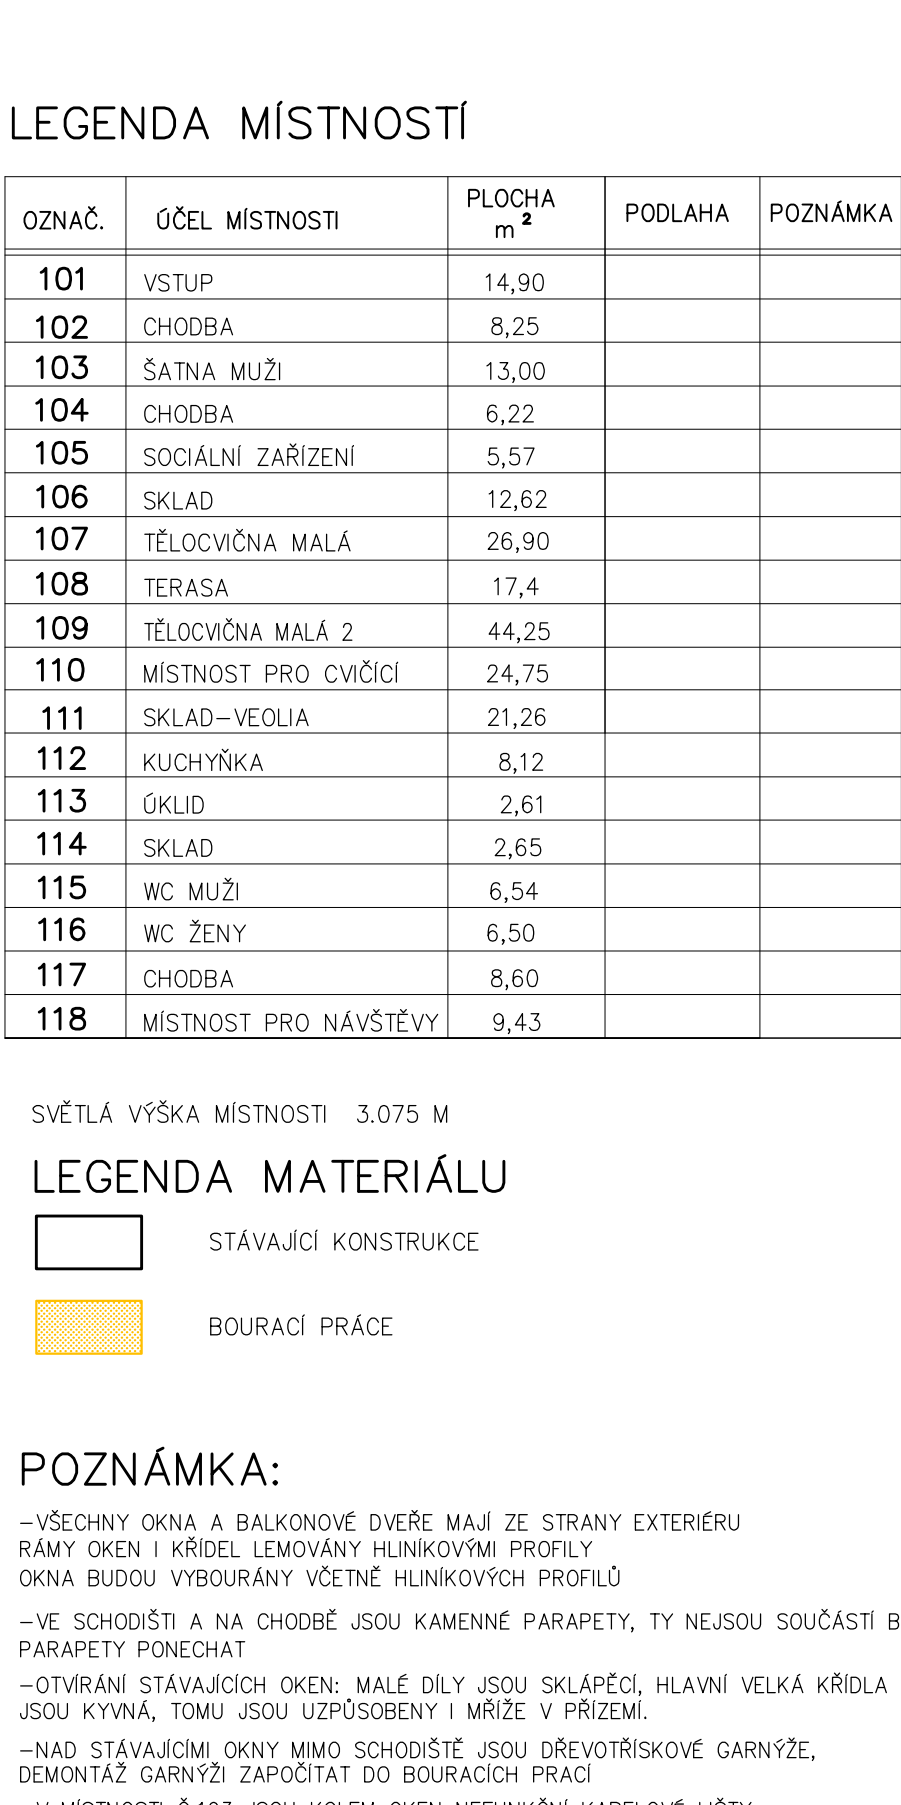 LEGENDA MÍSTNOSTÍ
OZNAČ. ÚČEL MÍSTNOSTI PLOCHA m² PODLAHA POZNÁMKA
101 VSTUP 14,90
102 CHODBA 8,25
103 ŠATNA MUŽI 13,00
104 CHODBA 6,22
105 SOCIÁLNÍ ZAŘÍZENÍ 5,57
106 SKLAD 12,62
107 TĚLOCVIČNA MALÁ 26,90
108 TERASA 17,4
109 TĚLOCVIČNA MALÁ 2 44,25
110 MÍSTNOST PRO CVIČÍCÍ 24,75
111 SKLAD-VEOLIA 21,26
112 KUCHYŇKA 8,12
113 ÚKLID 2,61
114 SKLAD 2,65
115 WC MUŽI 6,54
116 WC ŽENY 6,50
117 CHODBA 8,60
118 MÍSTNOST PRO NÁVŠTĚVY 9,43
SVĚTLÁ VÝŠKA MÍSTNOSTI 3.075 M
LEGENDA MATERIÁLU
STÁVAJÍCÍ KONSTRUKCE
BOURACÍ PRÁCE
POZNÁMKA:
-VŠECHNY OKNA A BALKONOVÉ DVEŘE MAJÍ ZE STRANY EXTERIÉRU
RÁMY OKEN I KŘÍDEL LEMOVÁNY HLINÍKOVÝMI PROFILY
OKNA BUDOU VYBOURÁNY VČETNĚ HLINÍKOVÝCH PROFILŮ
-VE SCHODIŠTI A NA CHODBĚ JSOU KAMENNÉ PARAPETY, TY NEJSOU SOUČÁSTÍ B
PARAPETY PONECHAT
-OTVÍRÁNÍ STÁVAJÍCÍCH OKEN: MALÉ DÍLY JSOU SKLÁPĚCÍ, HLAVNÍ VELKÁ KŘÍDLA
JSOU KYVNÁ, TOMU JSOU UZPŮSOBENY I MŘÍŽE V PŘÍZEMÍ.
-NAD STÁVAJÍCÍMI OKNY MIMO SCHODIŠTĚ JSOU DŘEVOTŘÍSKOVÉ GARNÝŽE,
DEMONTÁŽ GARNÝŽI ZAPOČÍTAT DO BOURACÍCH PRACÍ